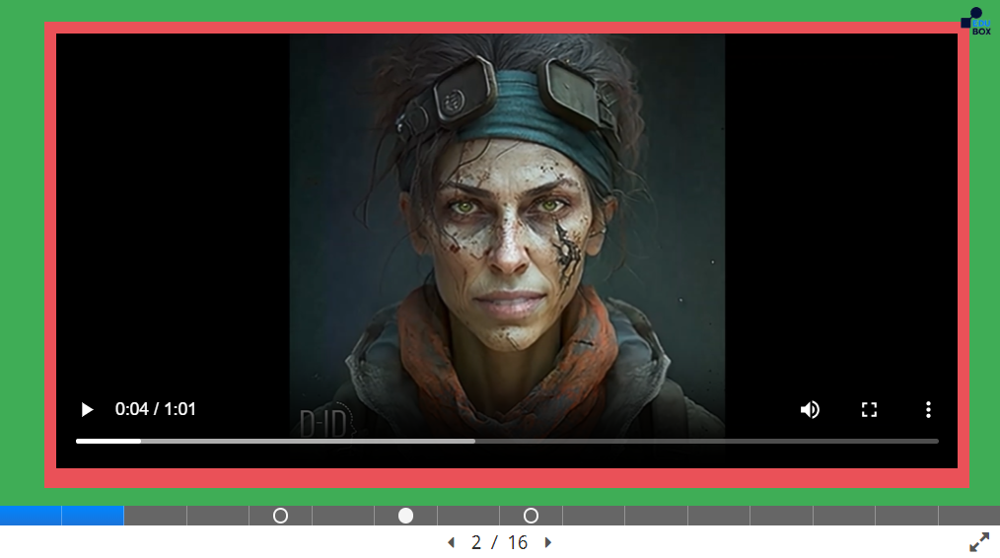 EDU
BOX
0:04 / 1:01
D-ID
2 / 16